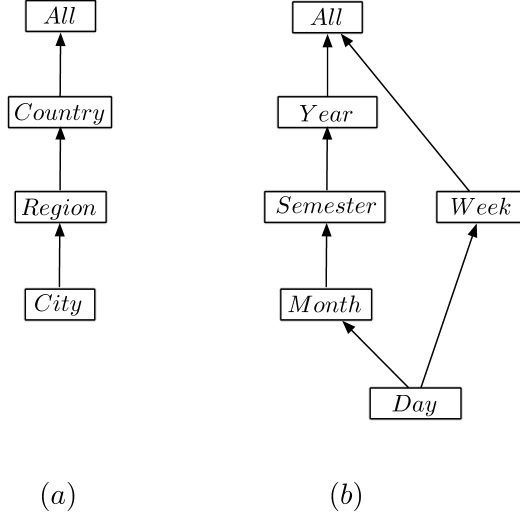 All
Country
Region
City
(a)
All
Year
Semester
Week
Month
Day
(b)